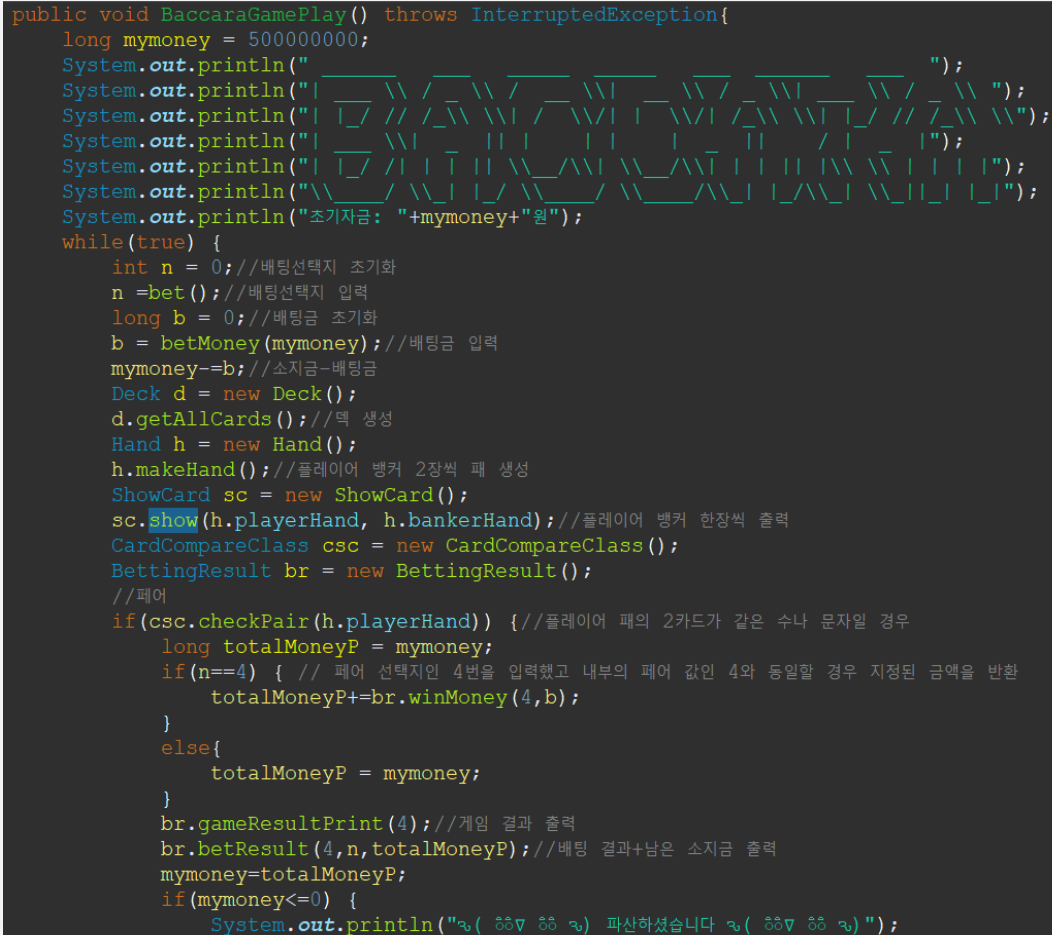 public void BaccaraGamePlay() throws InterruptedException{
long mymoney = 500000000;
System.out.println(" ______   ___   _____  _____   ___  ______  ___  ");
System.out.println("| ___ \\ / _ \\ /  __ \\|  __ \\ / _ \\| ___ \\ / _ \\ ");
System.out.println("| |_/ // /_\\ \\| /  \\/| |  \\/| /_\\ \\| |_/ // /_\\ \\");
System.out.println("| ___ \\|  _  || |    | |    |  _  ||    / |  _  |");
System.out.println("| |_/ /| | | || \\__/\\| \\__/\\| | | || |\\ \\ | | | |");
System.out.println("\\____/ \\_| |_/ \\____/ \\____/\\_| |_/\\_| \\_||_| |_|");
System.out.println("초기자금: "+mymoney+"원");
while(true) {
int n = 0;//배팅선택지 초기화
n =bet();//배팅선택지 입력
long b = 0;//배팅금 초기화
b = betMoney(mymoney);//배팅금 입력
mymoney-=b;//소지금-배팅금
Deck d = new Deck();
d.getAllCards();//덱 생성
Hand h = new Hand();
h.makeHand();//플레이어 뱅커 2장씩 패 생성
ShowCard sc = new ShowCard();
sc.show(h.playerHand, h.bankerHand);//플레이어 뱅커 한장씩 출력
CardCompareClass csc = new CardCompareClass();
BettingResult br = new BettingResult();
//페어
if(csc.checkPair(h.playerHand)) {//플레이어 패의 2카드가 같은 수나 문자일 경우
long totalMoneyP = mymoney;
if(n==4) { // 페어 선택지인 4번을 입력했고 내부의 페어 값인 4와 동일할 경우 지정된 금액을 반환
totalMoneyP+=br.winMoney(4,b);
}
else{
totalMoneyP = mymoney;
}
br.gameResultPrint(4);//게임 결과 출력
br.betResult(4,n,totalMoneyP);//배팅 결과+남은 소지금 출력
mymoney=totalMoneyP;
if(mymoney<=0) {
System.out.println("ఇ( ಄∇ ಄ ఇ) 파산하셨습니다 ఇ( ಄∇ ಄ ఇ)");